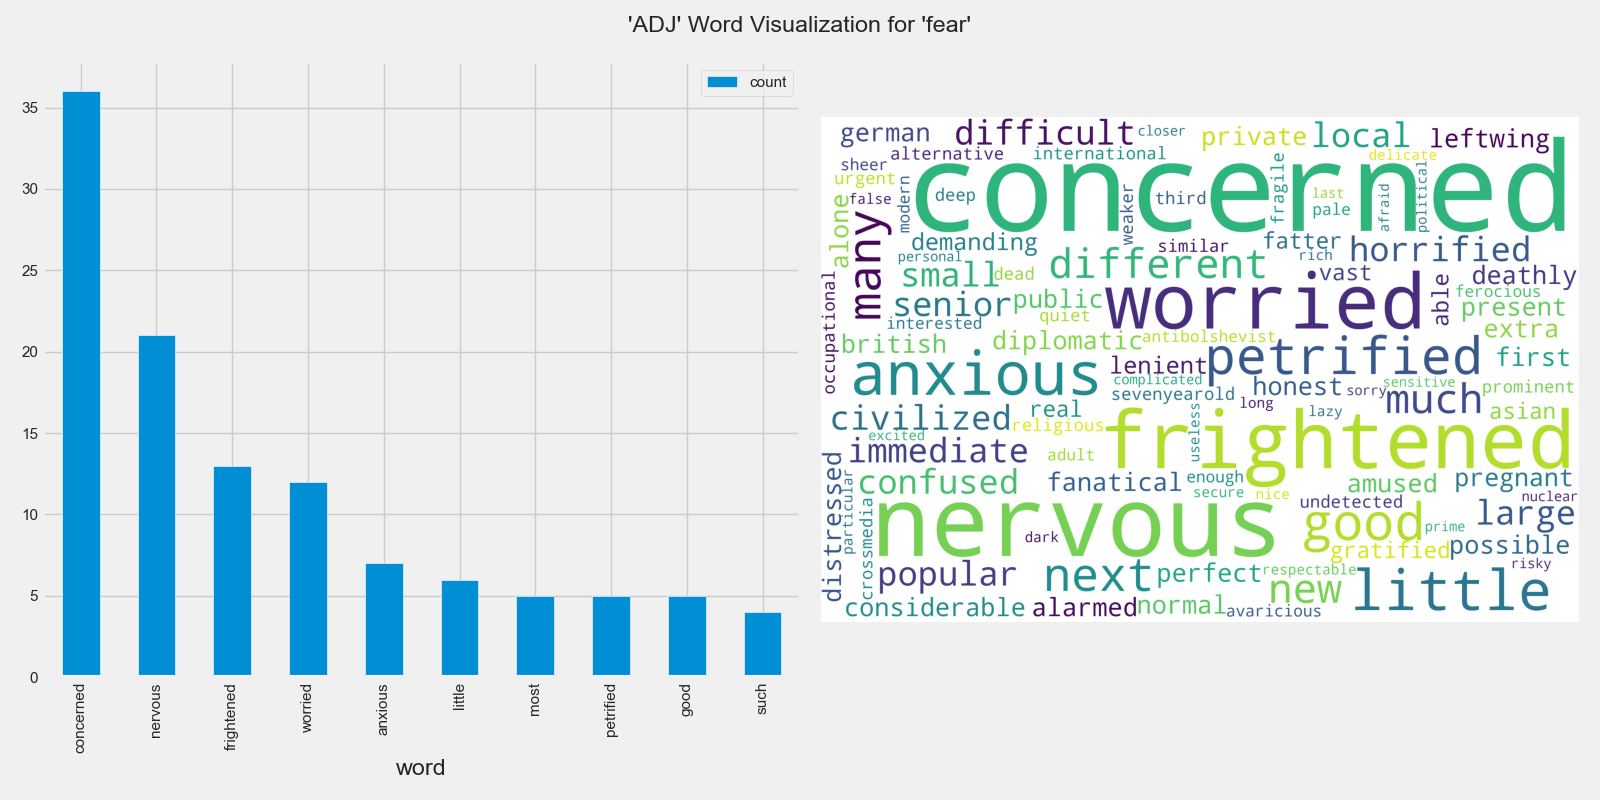 'ADJ' Word Visualization for 'fear'
count
35
30
25
20
15
10
5
0
concerned
nervous
frightened
worried
anxious
little
most
petrified
good
such
word
german
difficult
closer
private
local
leftwing
sheer
alternative
international
delicate
concerned
urgent
false
modern
deep
weaker
third
fragile
last
pale
afraid
political
alone
many
demanding
similar
fatter
horrified
personal
rich
small
dead
different
vast
able
deathly
ferocious
occupational
senior
public
worried
present
interested
quiet
extra
british
diplomatic
antibolshevist
petrified
first
anxious
lenient
complicated
honest
sorry
sensitive
prominent
sevenyearold
much
civilized
real
useless
long
lazy
asian
religious
frightened
excited
immediate
adult
distressed
particular
confused
fanatical
enough
amused
pregnant
secure
nice
undetected
nuclear
crossmedia
nervous
dark
good
prime
large
gratified
possible
popular
next
perfect
respectable
risky
new
little
considerable
alarmed
normal
avaricious